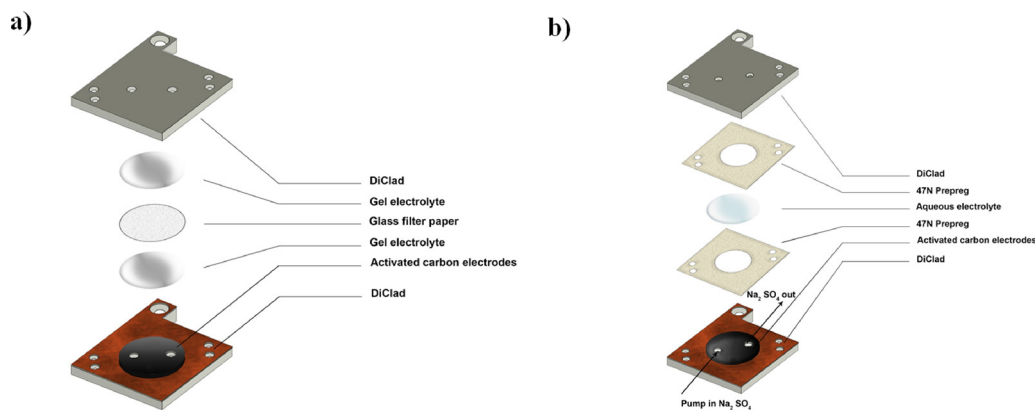 a)
DiClad
Gel electrolyte
Glass filter paper
Gel electrolyte
Activated carbon electrodes
DiClad
b)
DiClad
47N Prepreg
Aqueous electrolyte
47N Prepreg
Activated carbon electrodes
DiClad
Na2 SO4 out
Pump in Na2 SO4